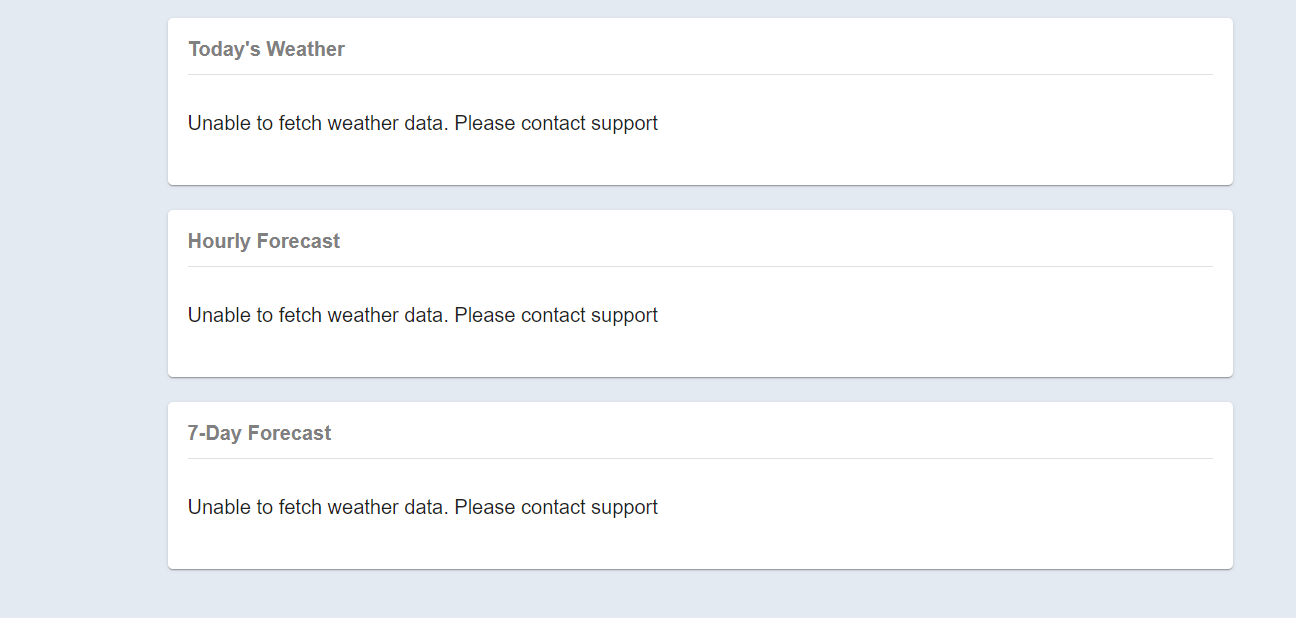 Today's Weather
Unable to fetch weather data. Please contact support
Hourly Forecast
Unable to fetch weather data. Please contact support
7-Day Forecast
Unable to fetch weather data. Please contact support